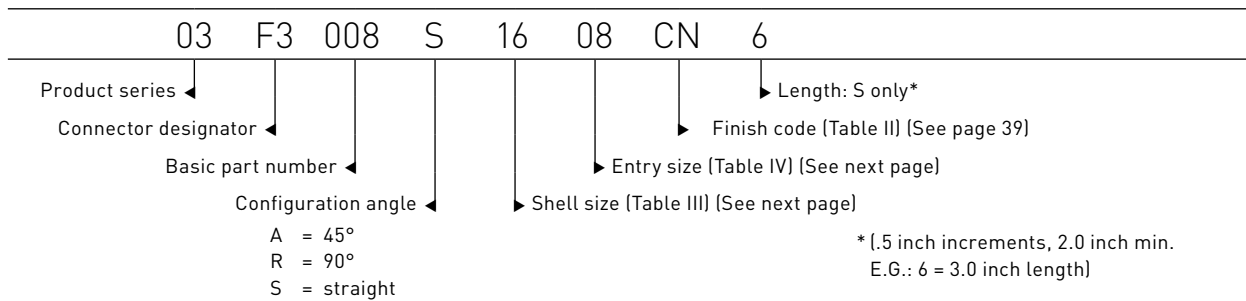 03 F3 008 S 16 08 CN 6
Product series
Length: S only*
Connector designator
Finish code (Table II) (See page 39)
Basic part number
Entry size (Table IV) (See next page)
Configuration angle
Shell size (Table III) (See next page)
A = 45°
R = 90°
S = straight
* (.5 inch increments, 2.0 inch min.
E.G.: 6 = 3.0 inch length)